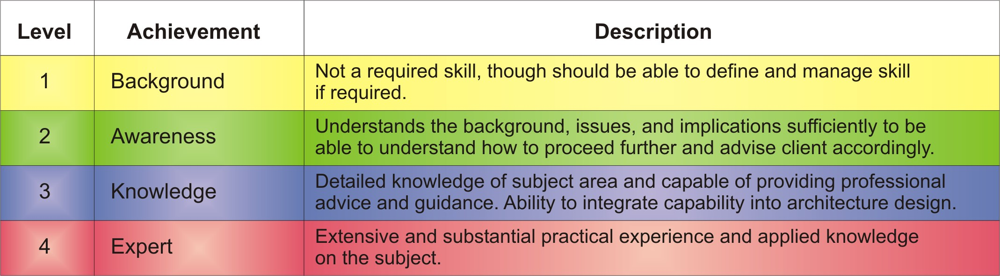 Level Achievement Description
1 Background Not a required skill, though should be able to define and manage skill
if required.
2 Awareness Understands the background, issues, and implications sufficiently to be
able to understand how to proceed further and advise client accordingly.
3 Knowledge Detailed knowledge of subject area and capable of providing professional
advice and guidance. Ability to integrate capability into architecture design.
4 Expert Extensive and substantial practical experience and applied knowledge
on the subject.